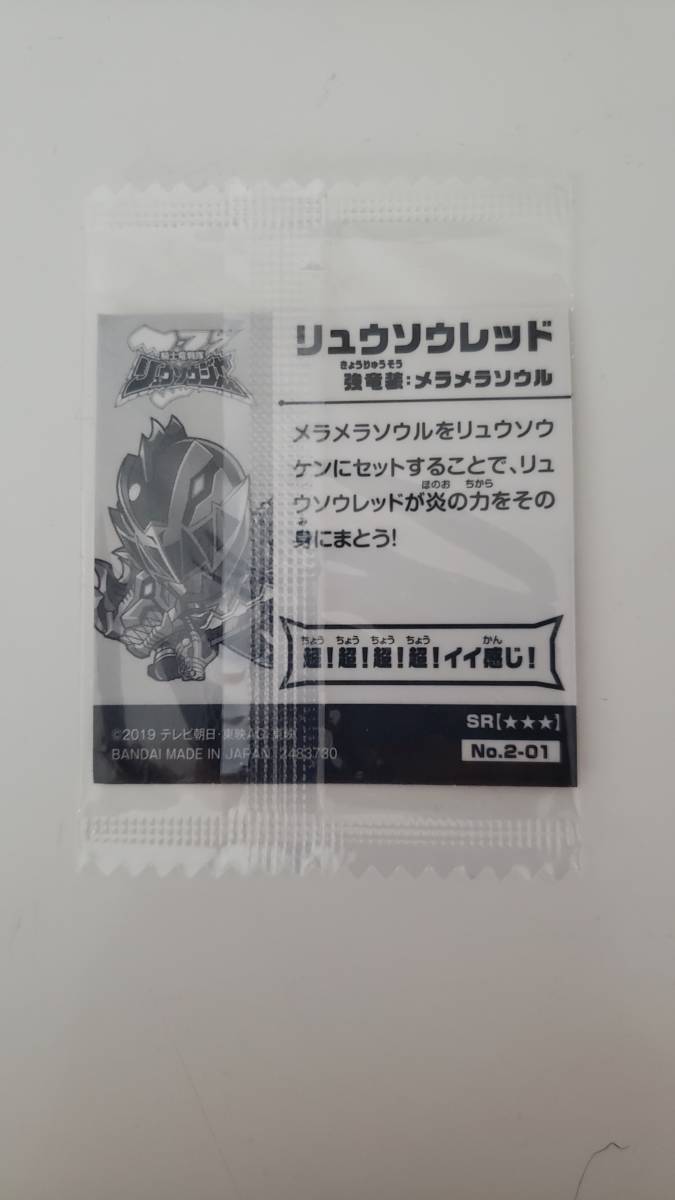 騎士竜戦隊
リュウソウジャー
リュウソウレッド
きょうりゅうそう
強竜装:メラメラソウル
メラメラソウルをリュウソウ
ケンにセットすることで、リュ
ほのお ちから
ウソウレッドが炎の力をその
み
身にまとう!
ちょう ちょう ちょう ちょう かん
超!超!超!超!イイ感じ!
SR[★★★]
No.2-01
©2019 テレビ朝日・東映AG・東映
BANDAI MADE IN JAPAN 2483730